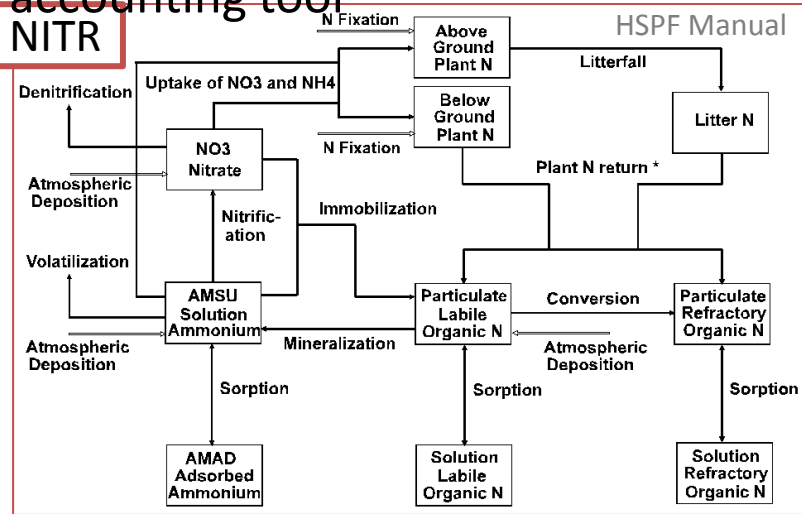 accounting tool
NITR
HSPF Manual
N Fixation
Above
Ground
Plant N
Litterfall
Uptake of NO3 and NH4
Denitrification
Below
Ground
Plant N
Litter N
N Fixation
NO3
Nitrate
Plant N return *
Atmospheric
Deposition
Nitrific-
ation
Immobilization
Volatilization
AMSU
Solution
Ammonium
Particulate
Labile
Organic N
Conversion
Particulate
Refractory
Organic N
Mineralization
Atmospheric
Deposition
Atmospheric
Deposition
Sorption
Sorption
Sorption
AMAD
Adsorbed
Ammonium
Solution
Labile
Organic N
Solution
Refractory
Organic N